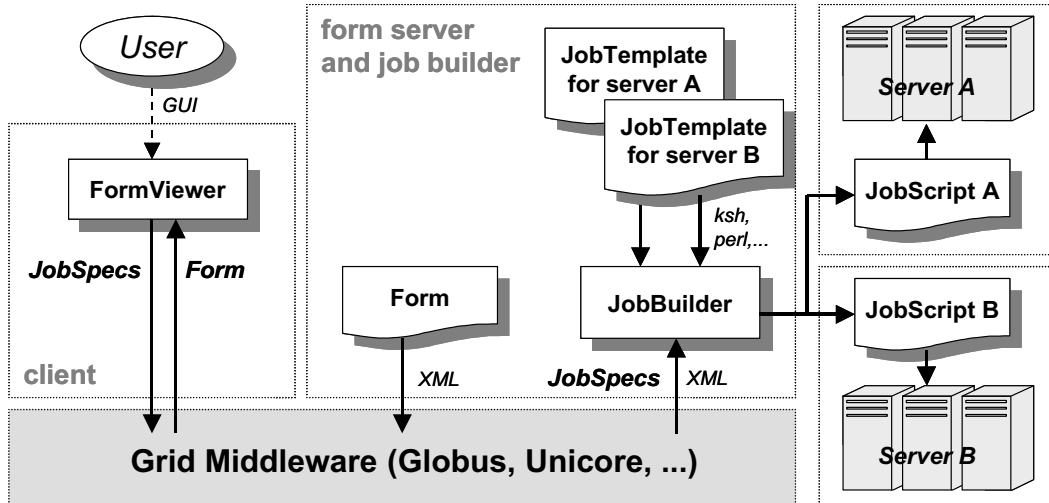 User
GUI
FormViewer
JobSpecs
Form
client
form server
and job builder
JobTemplate
for server A
JobTemplate
for server B
ksh,
perl,...
Form
JobBuilder
XML
JobSpecs
XML
Server A
JobScript A
JobScript B
Server B
Grid Middleware (Globus, Unicore, ...)